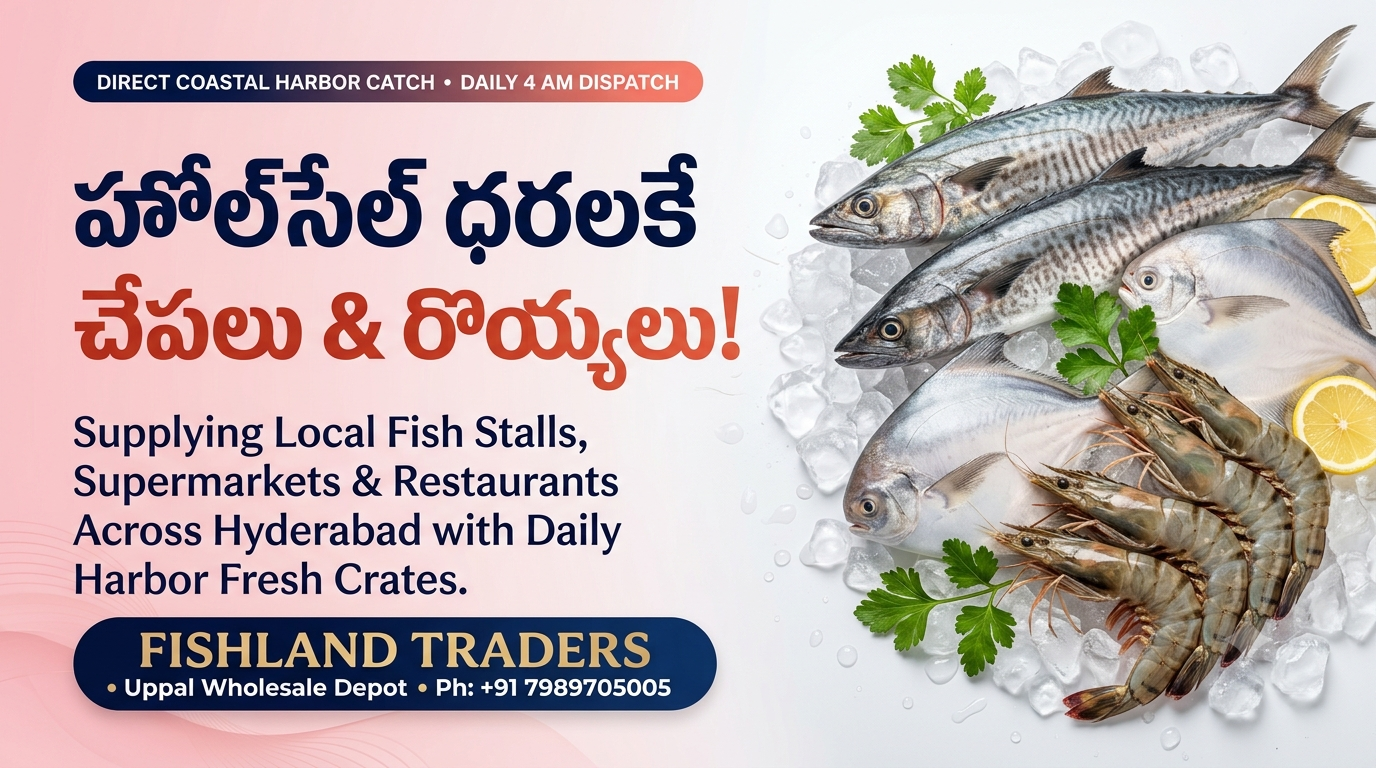 DIRECT COASTAL HARBOR CATCH • DAILY 4 AM DISPATCH
హోల్‌సేల్ ధరలకే
చేపలు & రొయ్యలు!
Supplying Local Fish Stalls,
Supermarkets & Restaurants
Across Hyderabad with Daily
Harbor Fresh Crates.
FISHLAND TRADERS
• Uppal Wholesale Depot • Ph: +91 7989705005